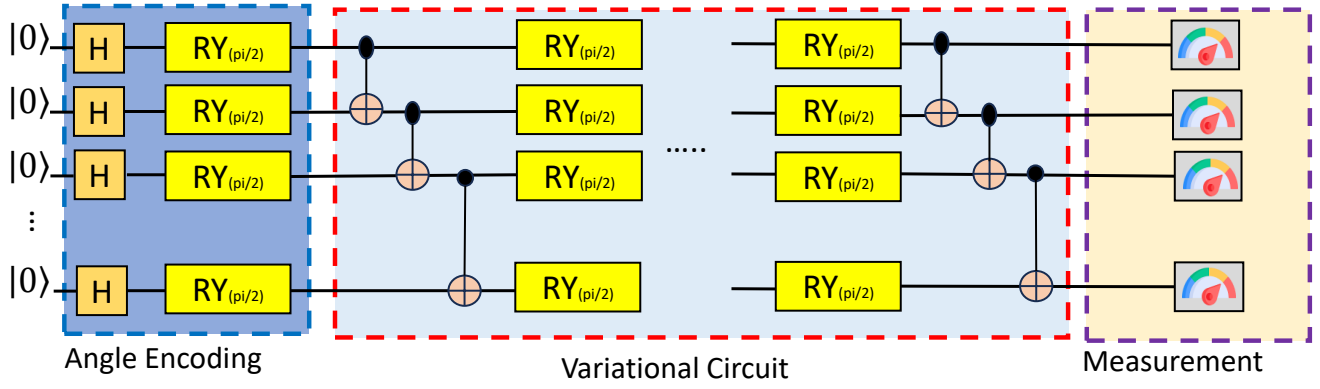 |0⟩ H RY(pi/2) RY(pi/2) RY(pi/2)
|0⟩ H RY(pi/2) RY(pi/2) RY(pi/2)
|0⟩ H RY(pi/2) RY(pi/2) ..... RY(pi/2)
...
|0⟩ H RY(pi/2) RY(pi/2) RY(pi/2)
Angle Encoding Variational Circuit Measurement